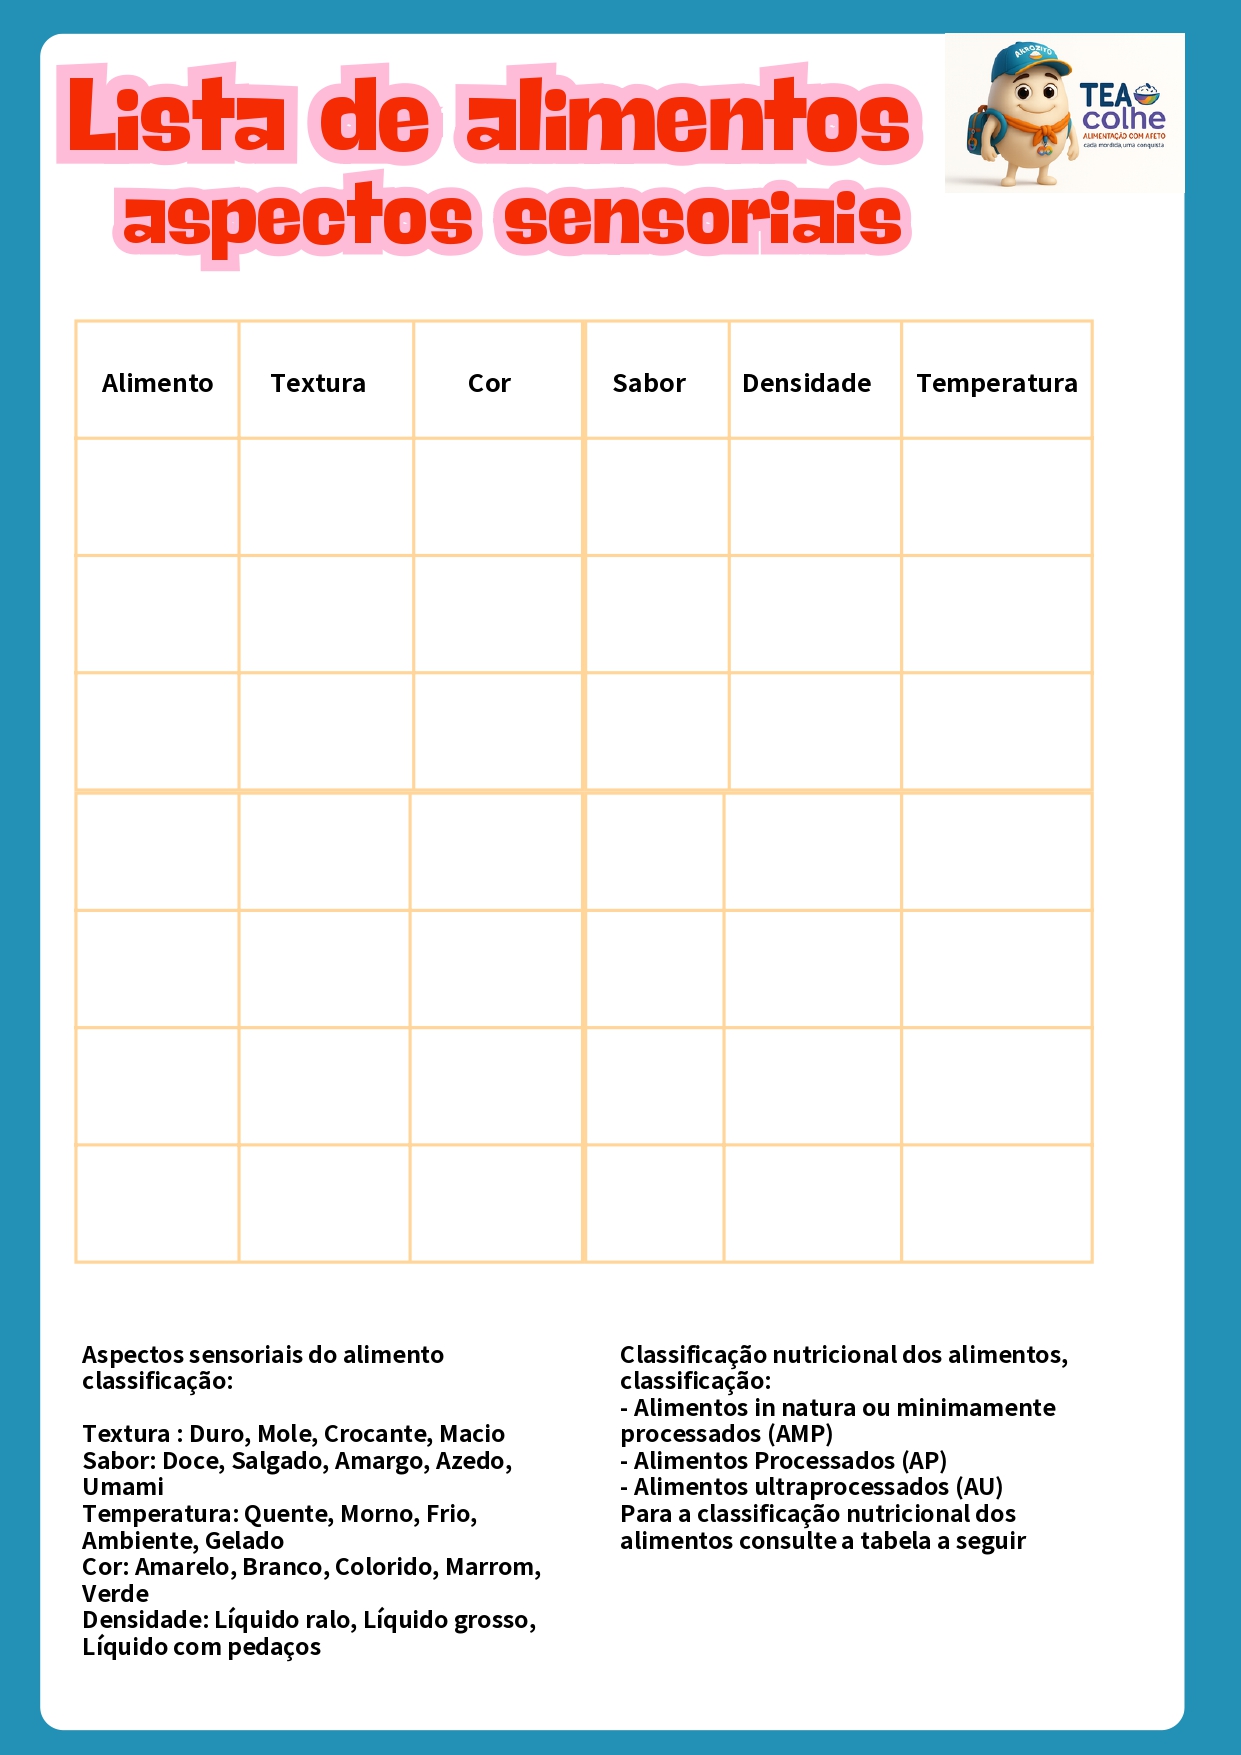 Lista de alimentos
aspectos sensoriais
ARROZITO
TEA
colhe
ALIMENTAÇÃO COM AFETO
cada mordida, uma conquista
Alimento Textura Cor Sabor Densidade Temperatura
Aspectos sensoriais do alimento
classificação:
Textura : Duro, Mole, Crocante, Macio
Sabor: Doce, Salgado, Amargo, Azedo,
Umami
Temperatura: Quente, Morno, Frio,
Ambiente, Gelado
Cor: Amarelo, Branco, Colorido, Marrom,
Verde
Densidade: Líquido ralo, Líquido grosso,
Líquido com pedaços
Classificação nutricional dos alimentos,
classificação:
- Alimentos in natura ou minimamente
processados (AMP)
- Alimentos Processados (AP)
- Alimentos ultraprocessados (AU)
Para a classificação nutricional dos
alimentos consulte a tabela a seguir